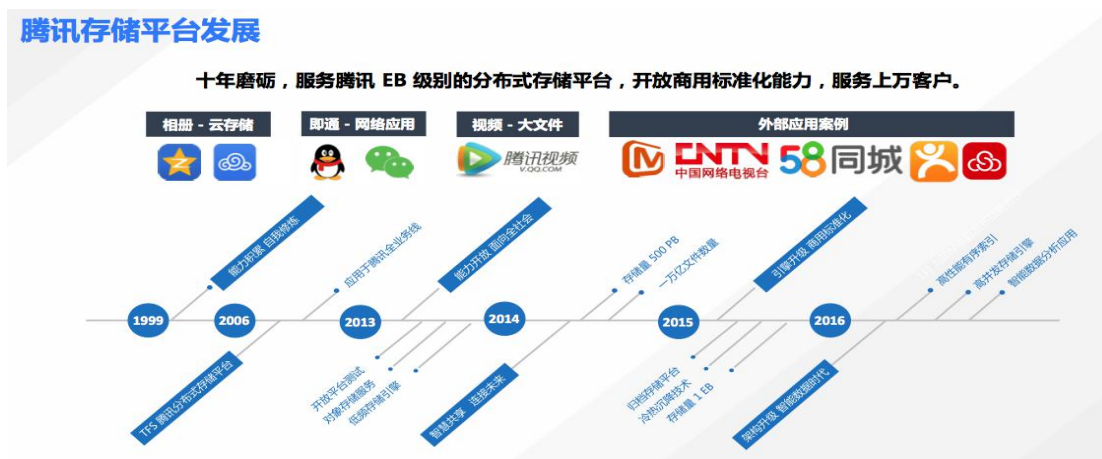 腾讯存储平台发展
十年磨砺，服务腾讯 EB 级别的分布式存储平台，开放商用标准化能力，服务上万客户。
相册 - 云存储
即通 - 网络应用
视频 - 大文件
外部应用案例
腾讯视频
V.QQ.COM
CNTN
中国网络电视台
58同城
能力积累 自我修炼
应用于腾讯全业务线
能力开放 面向全社会
存储量 500 PB
一万亿文件数量
引擎升级 商用标准化
高性能有序索引
高并发存储引擎
智能数据分析应用
1999
2006
2013
2014
2015
2016
TFS 腾讯分布式存储平台
开放平台测试
对象存储服务
低频存储引擎
智慧共享 连接未来
归档存储平台
冷热沉降技术
存储量 1 EB
架构升级 智能数据时代